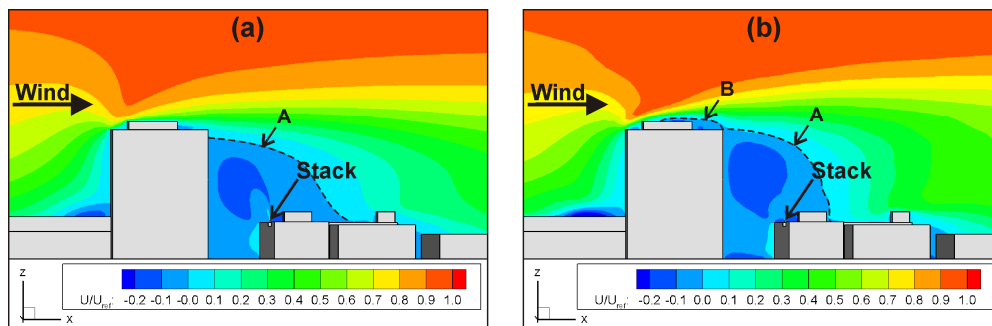 (a)
Wind
A
Stack
U/Uref: -0.2 -0.1 -0.0 0.1 0.2 0.3 0.4 0.5 0.6 0.7 0.8 0.9 1.0
Z
X
(b)
Wind
B
A
Stack
U/Uref: -0.2 -0.1 0.0 0.1 0.2 0.3 0.4 0.5 0.6 0.7 0.8 0.9 1.0
Z
X